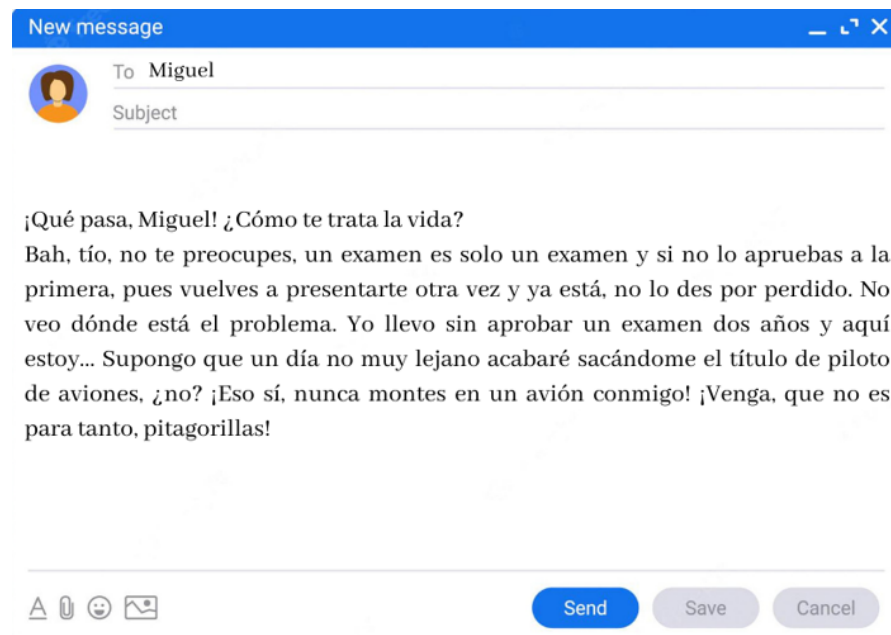 New message
To Miguel
Subject
¡Qué pasa, Miguel! ¿Cómo te trata la vida?
Bah, tío, no te preocupes, un examen es solo un examen y si no lo apruebas a la
primera, pues vuelves a presentarte otra vez y ya está, no lo des por perdido. No
veo dónde está el problema. Yo llevo sin aprobar un examen dos años y aquí
estoy... Supongo que un día no muy lejano acabaré sacándome el título de piloto
de aviones, ¿no? ¡Eso sí, nunca montes en un avión conmigo! ¡Venga, que no es
para tanto, pitagorillas!
A Send Save Cancel